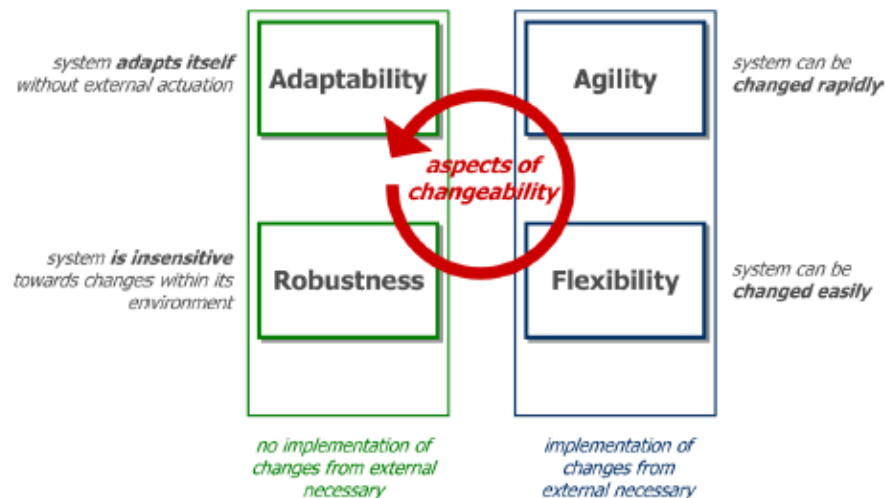 system adapts itself
without external actuation
Adaptability
Agility
system can be
changed rapidly
aspects of
changeability
system is insensitive
towards changes within its
environment
Robustness
Flexibility
system can be
changed easily
no implementation of
changes from external
necessary
implementation of
changes from
external necessary